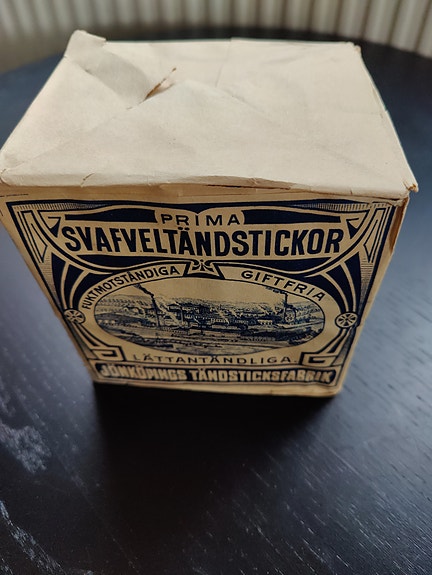 PRIMA
SVAFVELTÄNDSTICKOR
FUKTMOTSTÅNDIGA GIFTFRIA
LÄTTANTÄNDLIGA
JÖNKÖPINGS TÄNDSTICKSFABRIK